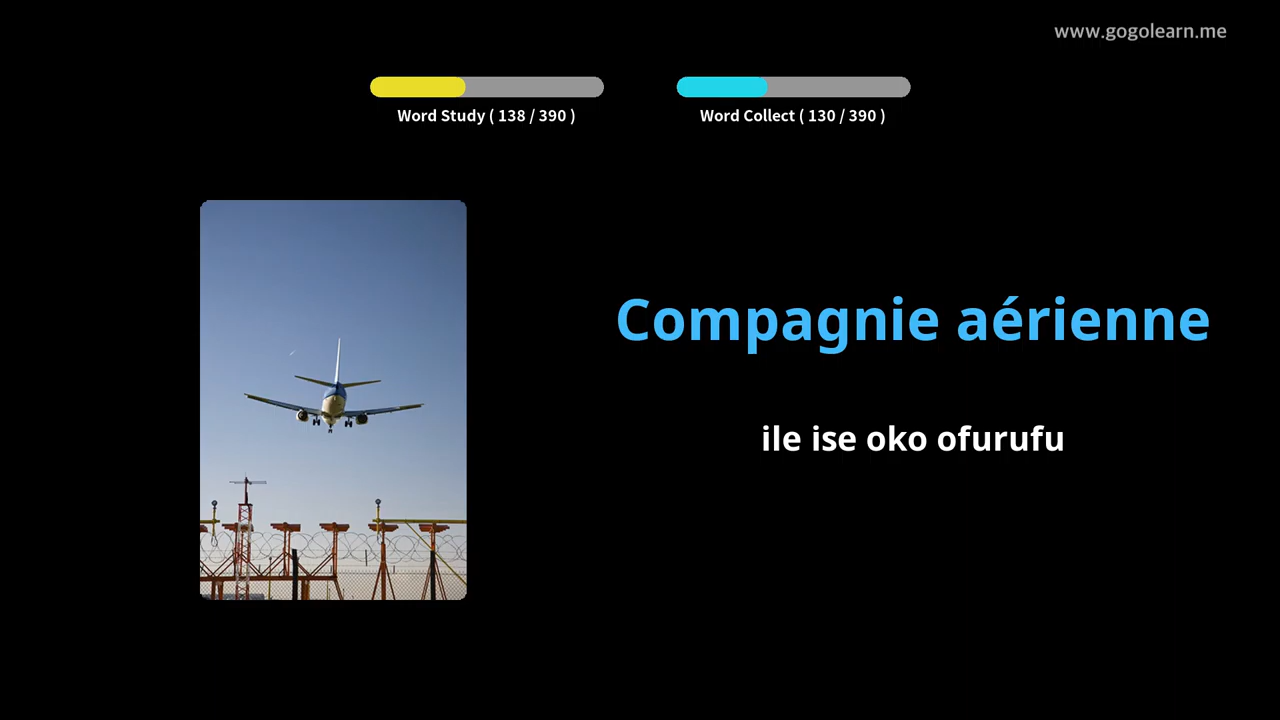 www.gogolearn.me
Word Study ( 138 / 390 )
Word Collect ( 130 / 390 )
Compagnie aérienne
ile ise oko ofurufu